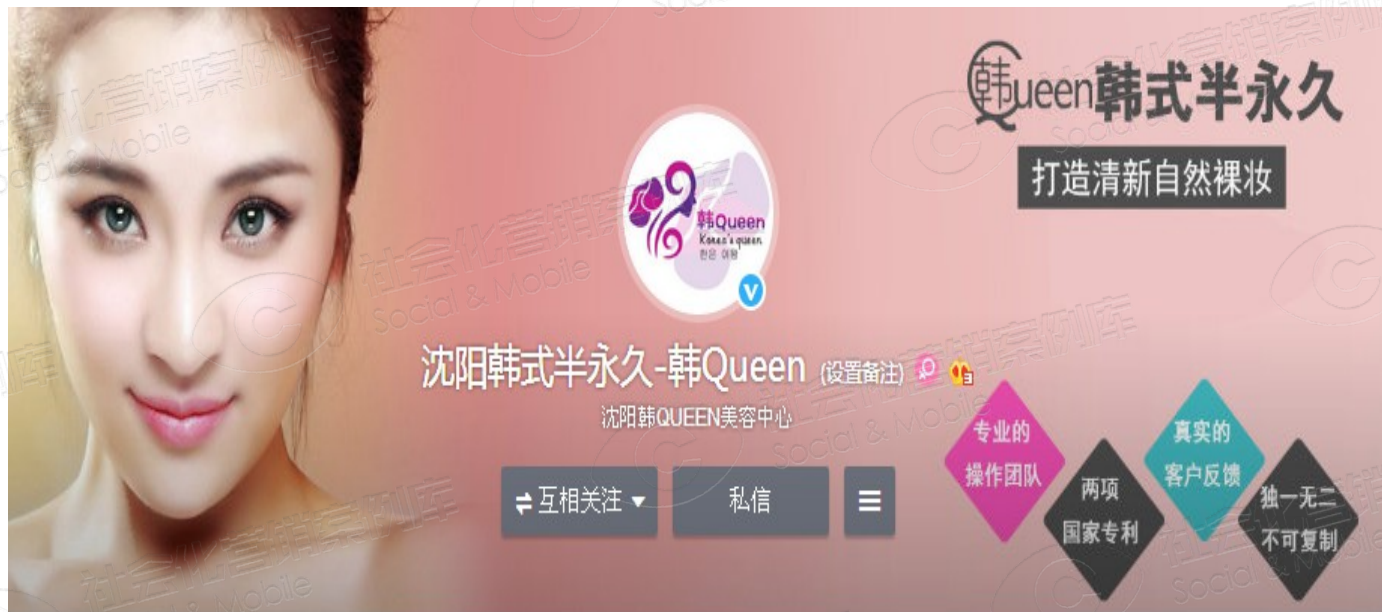 韩Queen韩式半永久
打造清新自然裸妆
韩Queen
Korea's queen
한은 여왕
沈阳韩式半永久-韩Queen (设置备注)
3
沈阳韩QUEEN美容中心
互相关注
私信
专业的
操作团队
两项
国家专利
真实的
客户反馈
独一无二
不可复制
社会化营销案例库
Social & Mobile